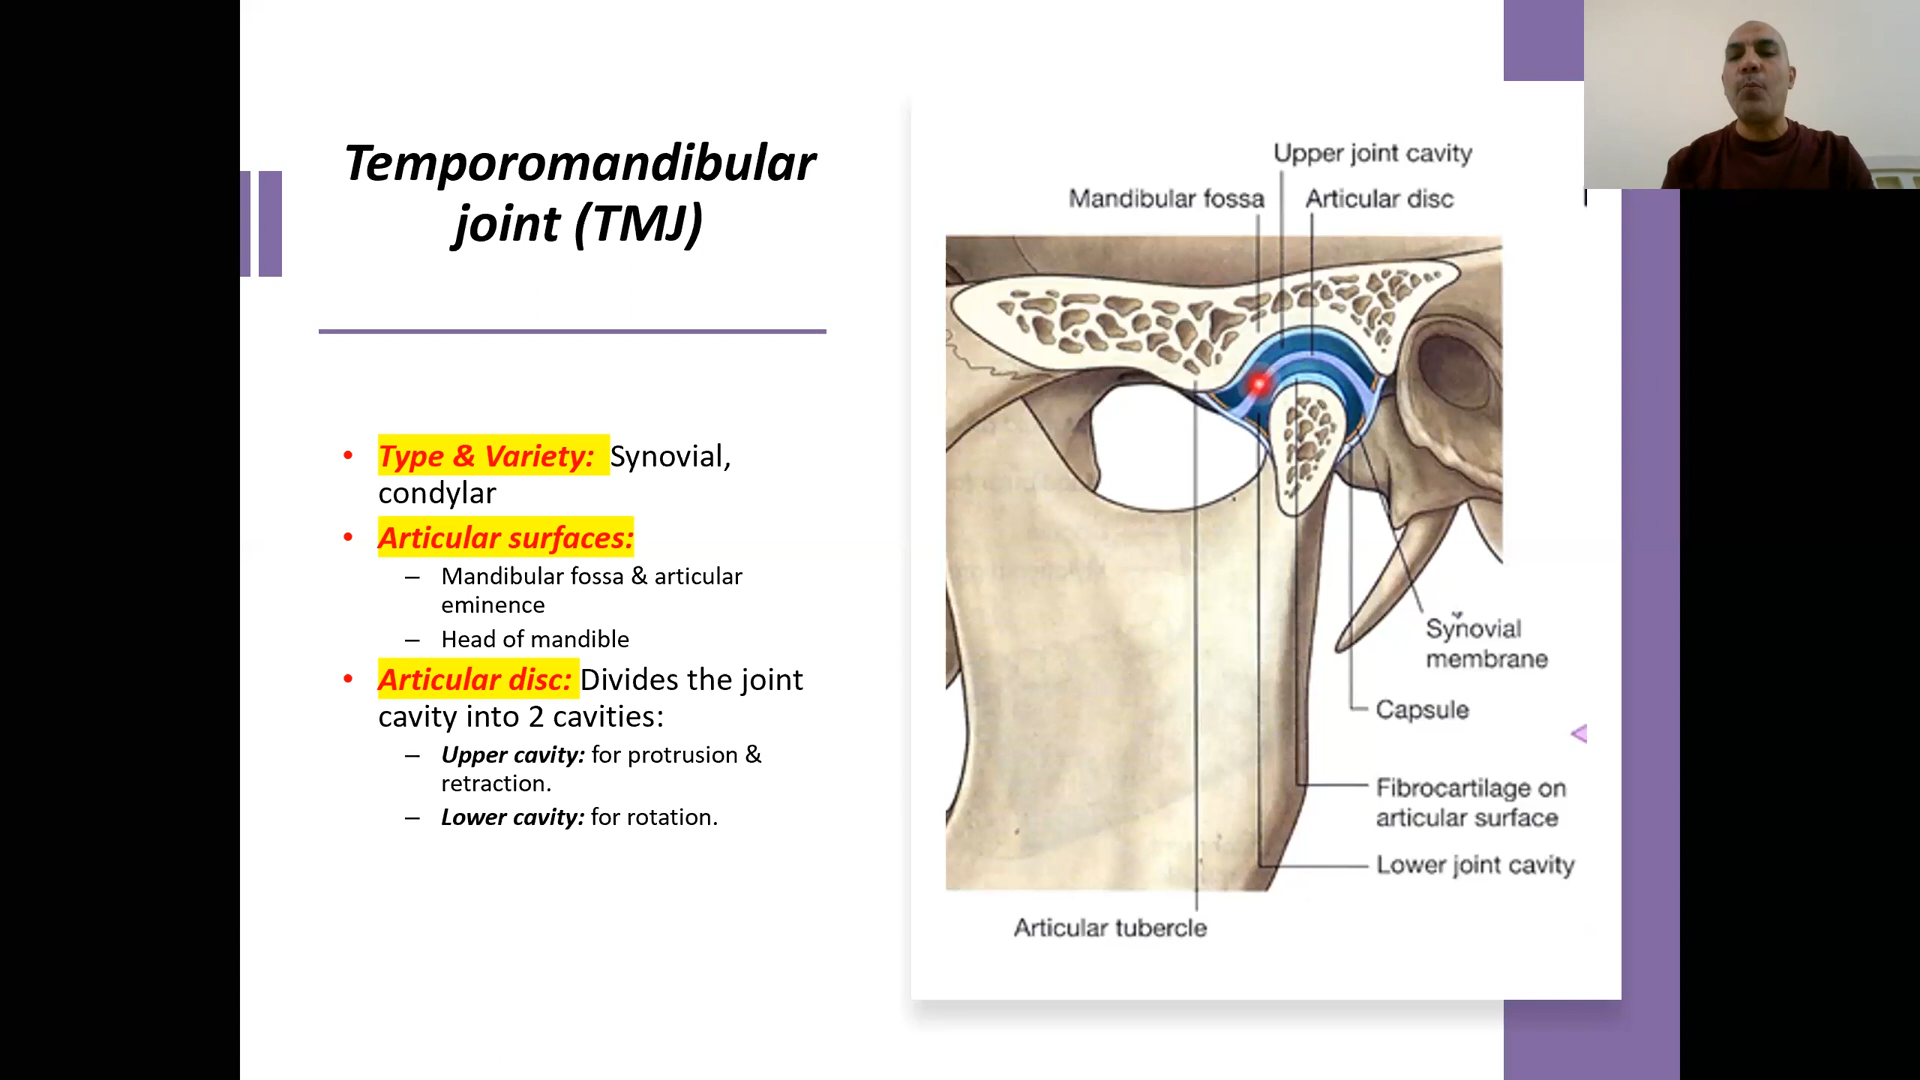 Temporomandibular
joint (TMJ)
• Type & Variety: Synovial,
condylar
• Articular surfaces:
– Mandibular fossa & articular
eminence
– Head of mandible
• Articular disc: Divides the joint
cavity into 2 cavities:
– Upper cavity: for protrusion &
retraction.
– Lower cavity: for rotation.
Upper joint cavity
Mandibular fossa
Articular disc
Synovial
membrane
Capsule
Fibrocartilage on
articular surface
Lower joint cavity
Articular tubercle